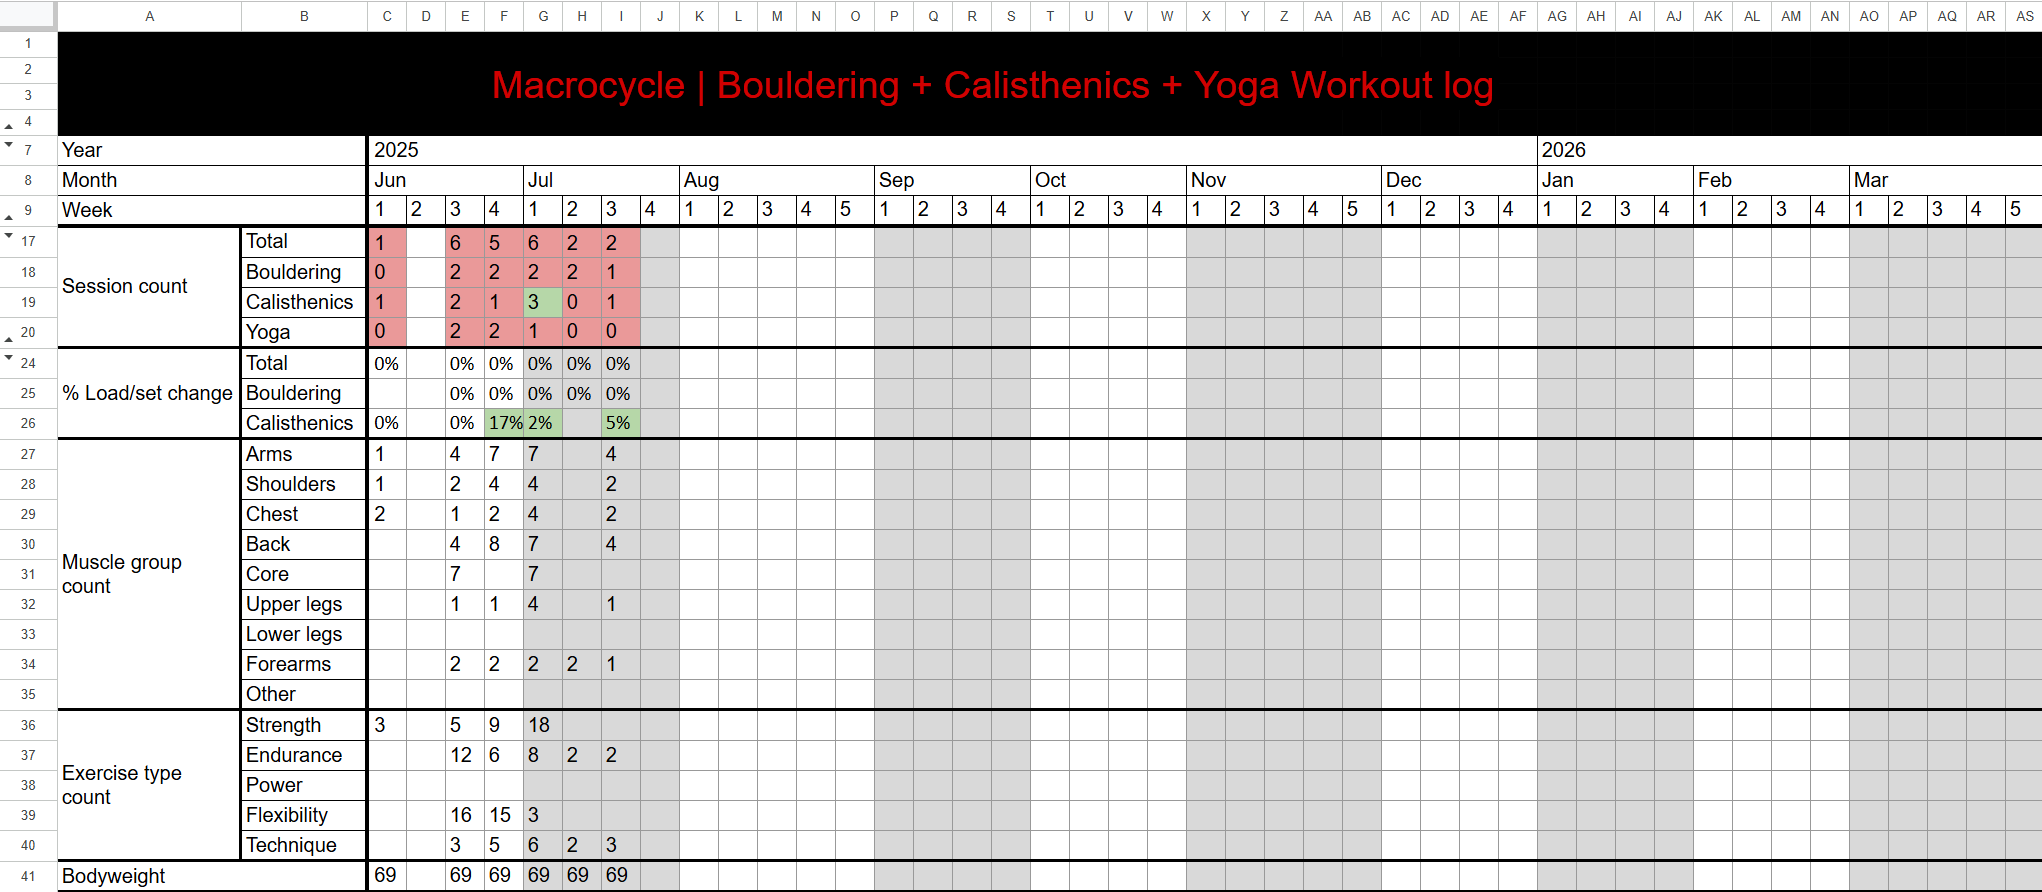 A B C D E F G H I J K L M N O P Q R S T U V W X Y Z AA AB AC AD AE AF AG AH AI AJ AK AL AM AN AO AP AQ AR AS
1
2
Macrocycle | Bouldering + Calisthenics + Yoga Workout log
3
4
7 Year 2025 2026
8 Month Jun Jul Aug Sep Oct Nov Dec Jan Feb Mar
9 Week 1 2 3 4 1 2 3 4 1 2 3 4 5 1 2 3 4 1 2 3 4 1 2 3 4 5 1 2 3 4 1 2 3 4 1 2 3 4 1 2 3 4 5
17 Total 1 6 5 6 2 2
18 Bouldering 0 2 2 2 2 1
Session count
19 Calisthenics 1 2 1 3 0 1
20 Yoga 0 2 2 1 0 0
24 Total 0% 0% 0% 0% 0% 0%
25 % Load/set change Bouldering 0% 0% 0% 0% 0%
26 Calisthenics 0% 0% 17% 2% 5%
27 Arms 1 4 7 7 4
28 Shoulders 1 2 4 4 2
29 Chest 2 1 2 4 2
30 Back 4 8 7 4
Muscle group
31 Core 7 7
count
32 Upper legs 1 1 4 1
33 Lower legs
34 Forearms 2 2 2 2 1
35 Other
36 Strength 3 5 9 18
37 Endurance 12 6 8 2 2
Exercise type
38 Power
count
39 Flexibility 16 15 3
40 Technique 3 5 6 2 3
41 Bodyweight 69 69 69 69 69 69